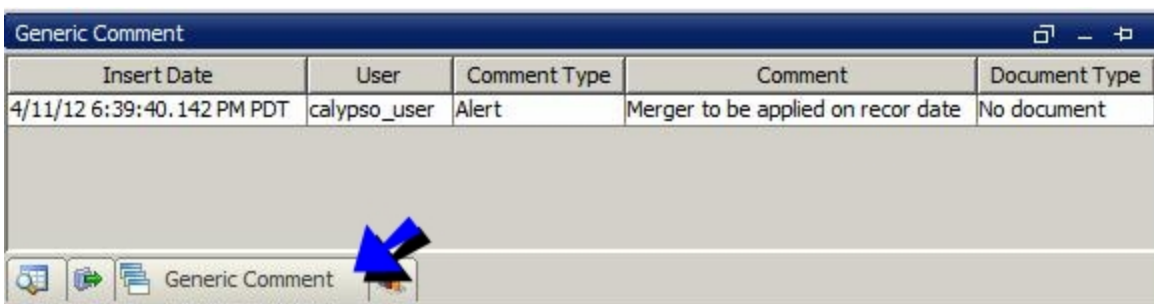 Generic Comment
Insert Date User Comment Type Comment Document Type
4/11/12 6:39:40.142 PM PDT calypso_user Alert Merger to be applied on recor date No document
Generic Comment